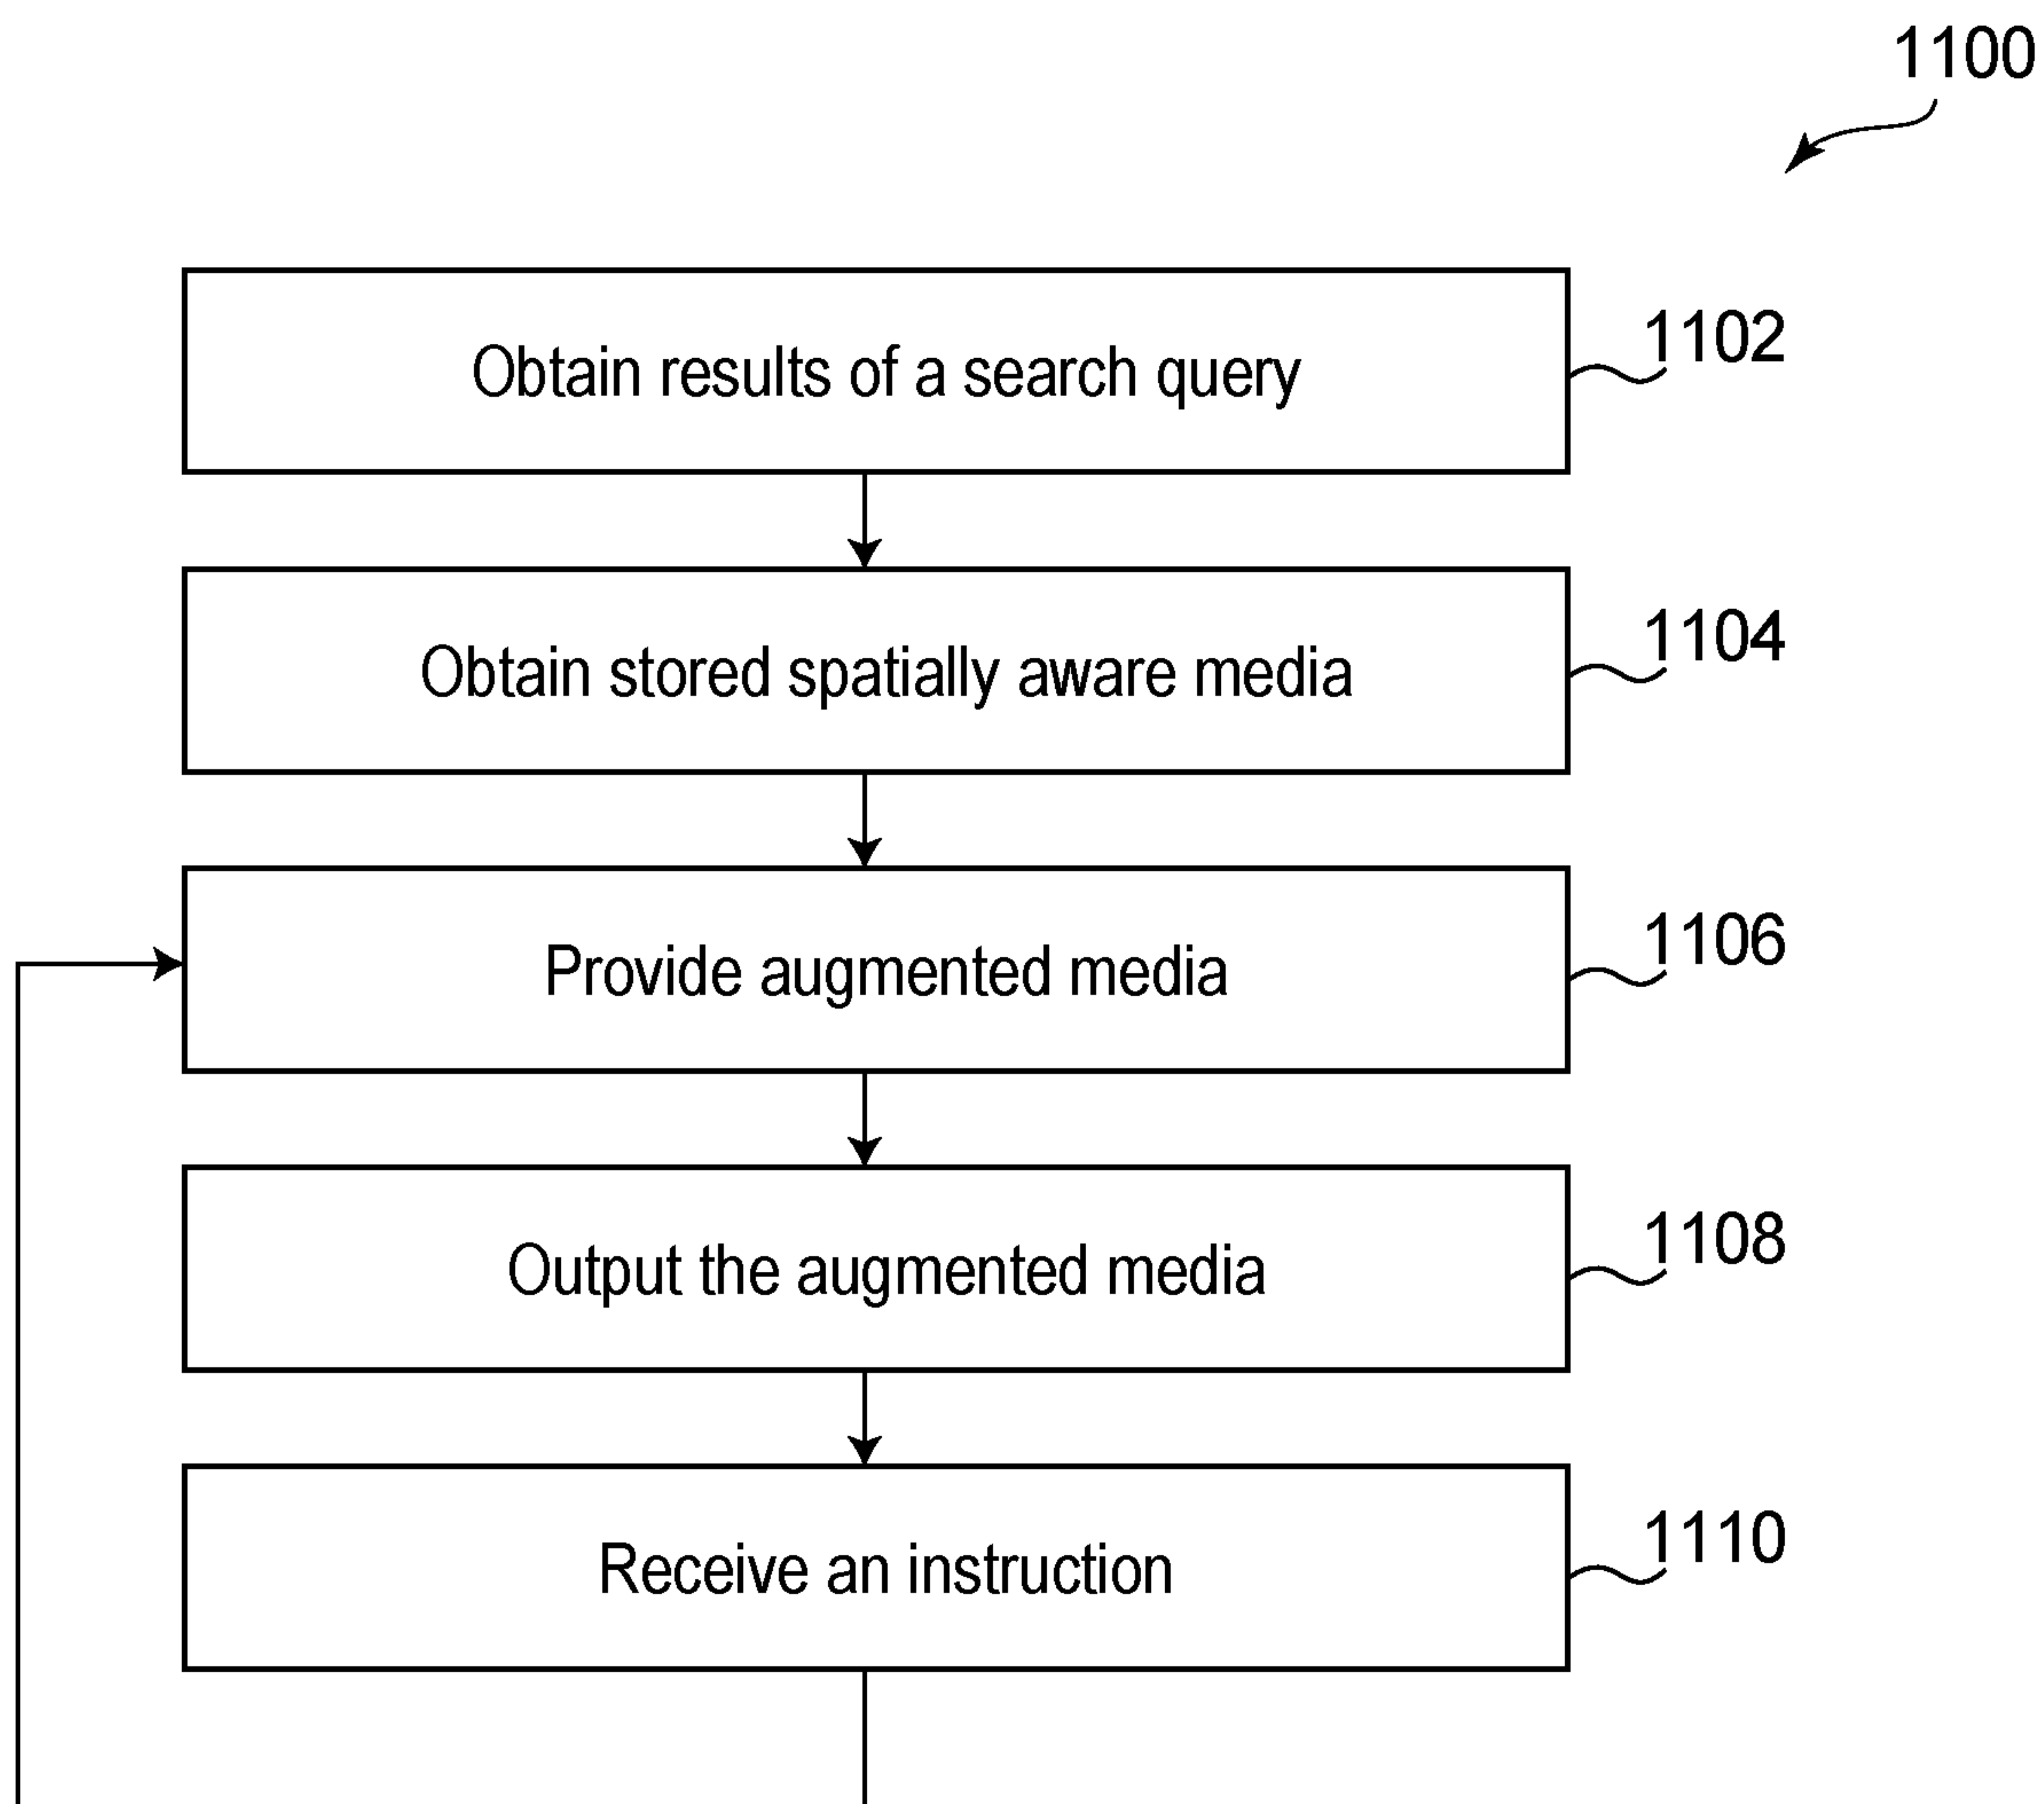 1100
Obtain results of a search query
1102
Obtain stored spatially aware media
1104
Provide augmented media
1106
Output the augmented media
1108
Receive an instruction
1110